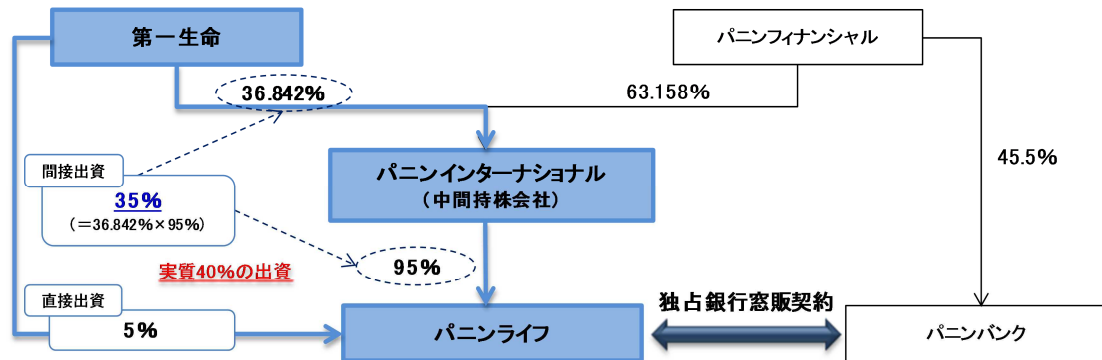 第一生命
パニンフィナンシャル
36.842%
63.158%
間接出資
35%
(＝36.842%×95%)
パニンインターナショナル
(中間持株会社)
45.5%
実質40%の出資
95%
直接出資
5%
パニンライフ
独占銀行窓販契約
パニンバンク